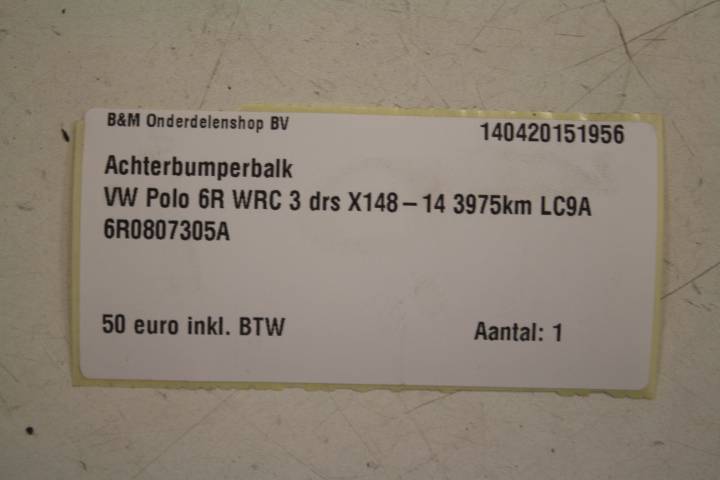 B&M Onderdelenshop BV 140420151956
Achterbumperbalk
VW Polo 6R WRC 3 drs X148-14 3975km LC9A
6R0807305A
50 euro inkl. BTW Aantal: 1